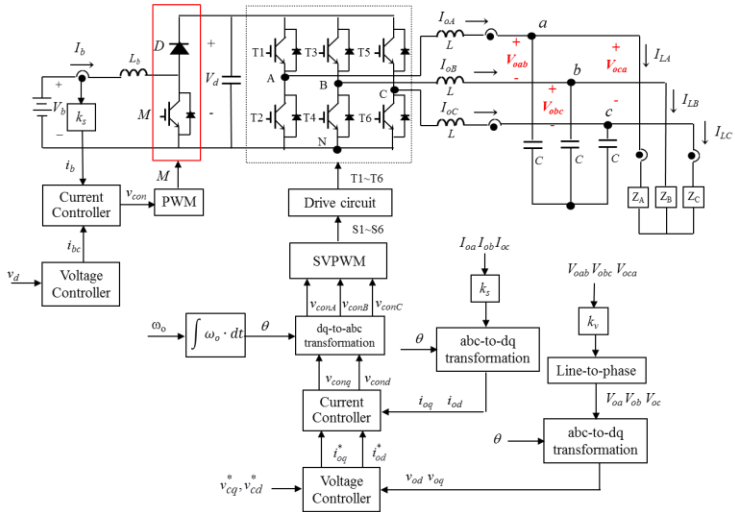 I_b
L_b
D
+
V_b
−
k_s
M
+
V_d
-
T1
T3
T5
A
B
C
T2
T4
T6
N
I_oA
L
I_oB
L
I_oC
L
a
b
c
+
V_oab
-
+
V_obc
-
+
V_oca
-
C
C
C
I_LA
I_LB
I_LC
Z_A
Z_B
Z_C
i_b
M
Current
Controller
v_con
PWM
i_bc
v_d
Voltage
Controller
T1~T6
Drive circuit
S1~S6
SVPWM
v_conA
v_conB
v_conC
ω_o
∫ ω_o · dt
θ
dq-to-abc
transformation
v_conq
v_cond
Current
Controller
i_oq i_od
i*_oq
i*_od
v*_cq, v*_cd
Voltage
Controller
v_od v_oq
I_oa I_ob I_oc
k_s
θ
abc-to-dq
transformation
V_oab V_obc V_oca
k_v
Line-to-phase
V_oa V_ob V_oc
θ
abc-to-dq
transformation